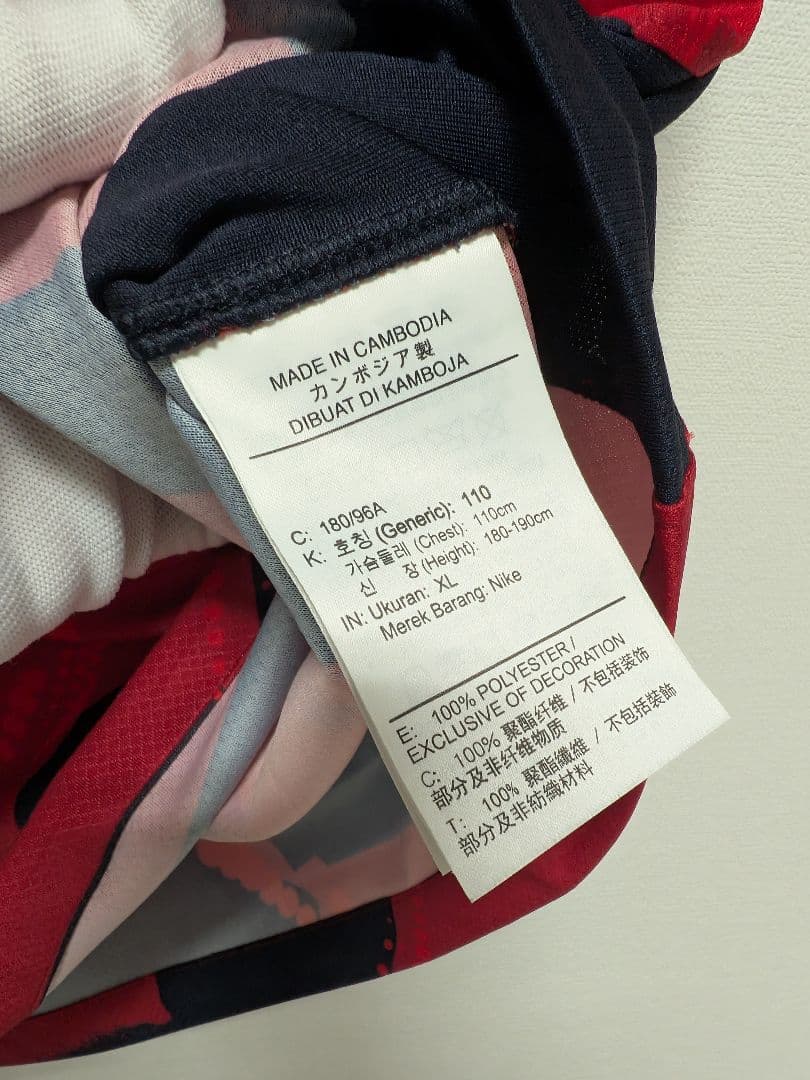 MADE IN CAMBODIA
カンボジア製
DIBUAT DI KAMBOJA
C: 180/96A
K: 호칭 (Generic): 110
가슴둘레 (Chest): 110cm
신 장 (Height): 180-190cm
IN: Ukuran: XL
Merek Barang: Nike
E: 100% POLYESTER /
EXCLUSIVE OF DECORATION
C: 100% 聚酯纤维 / 不包括装饰
部分及非纤维物质
T: 100% 聚酯纖維 / 不包括裝飾
部分及非紡織材料